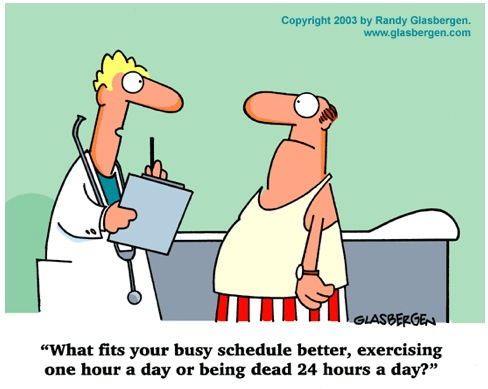 Copyright 2003 by Randy Glasbergen.
www.glasbergen.com
GLASBERGEN
“What fits your busy schedule better, exercising
one hour a day or being dead 24 hours a day?”